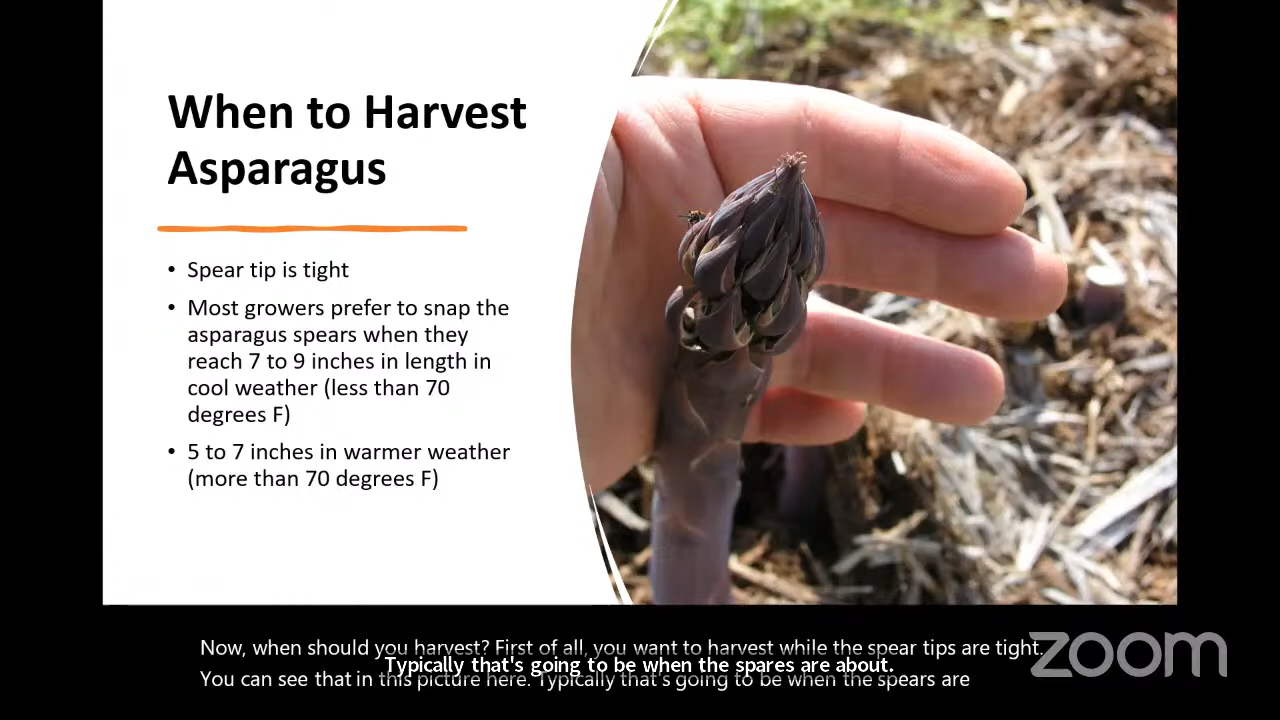 When to Harvest
Asparagus
• Spear tip is tight
• Most growers prefer to snap the
asparagus spears when they
reach 7 to 9 inches in length in
cool weather (less than 70
degrees F)
• 5 to 7 inches in warmer weather
(more than 70 degrees F)
Now, when should you harvest? First of all, you want to harvest while the spear tips are tight.
Typically that's going to be when the spares are about.
You can see that in this picture here. Typically that's going to be when the spears are
zoom